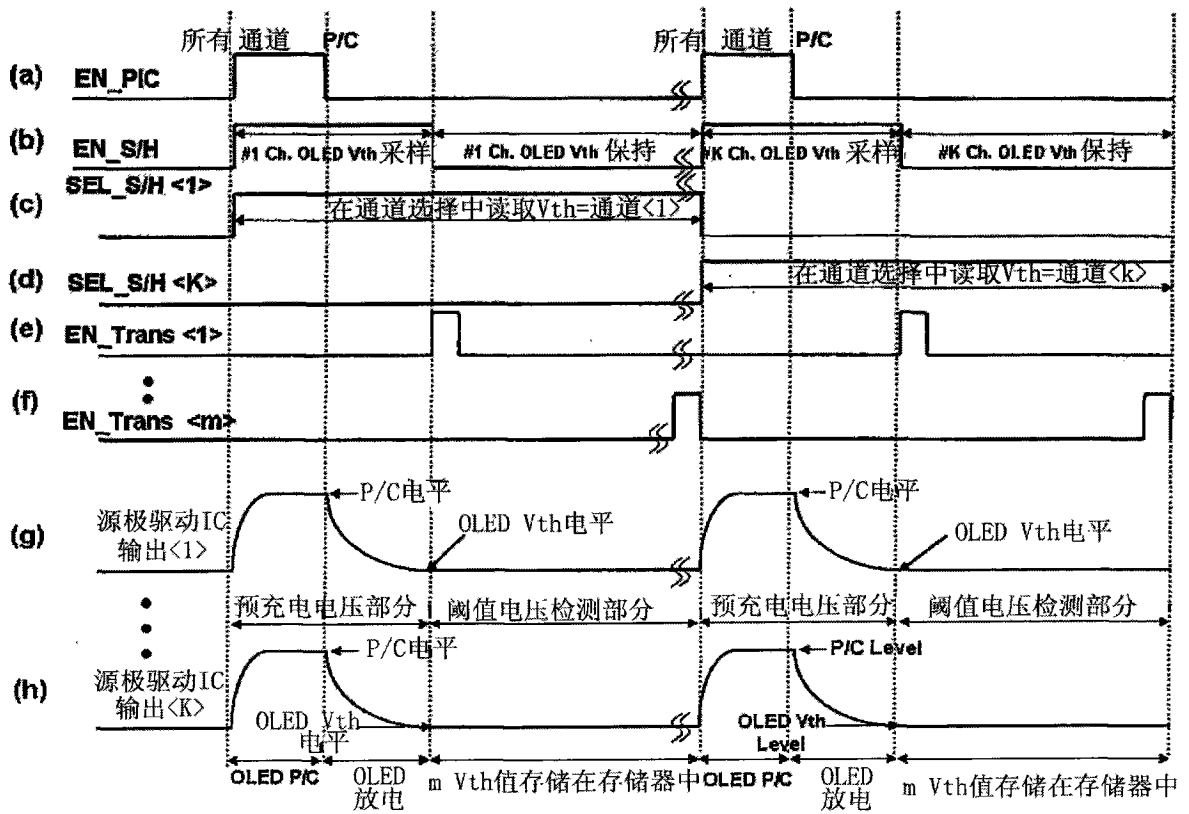 所有 通道 P/C 所有 通道 P/C
(a) EN_P/C
(b) EN_S/H #1 Ch. OLED Vth 采样 #1 Ch. OLED Vth 保持 #K Ch. OLED Vth 采样 #K Ch. OLED Vth 保持
SEL_S/H <1>
(c) 在通道选择中读取Vth=通道<1>
(d) SEL_S/H <K> 在通道选择中读取Vth=通道<k>
(e) EN_Trans <1>
(f) EN_Trans <m>
P/C电平 P/C电平
(g) 源极驱动IC 输出<1> OLED Vth电平 OLED Vth电平
预充电电压部分 阈值电压检测部分 预充电电压部分 阈值电压检测部分
P/C电平 P/C Level
(h) 源极驱动IC 输出<K>
OLED Vth 电平 OLED Vth Level
OLED P/C OLED 放电 m Vth值存储在存储器中 OLED P/C OLED 放电 m Vth值存储在存储器中